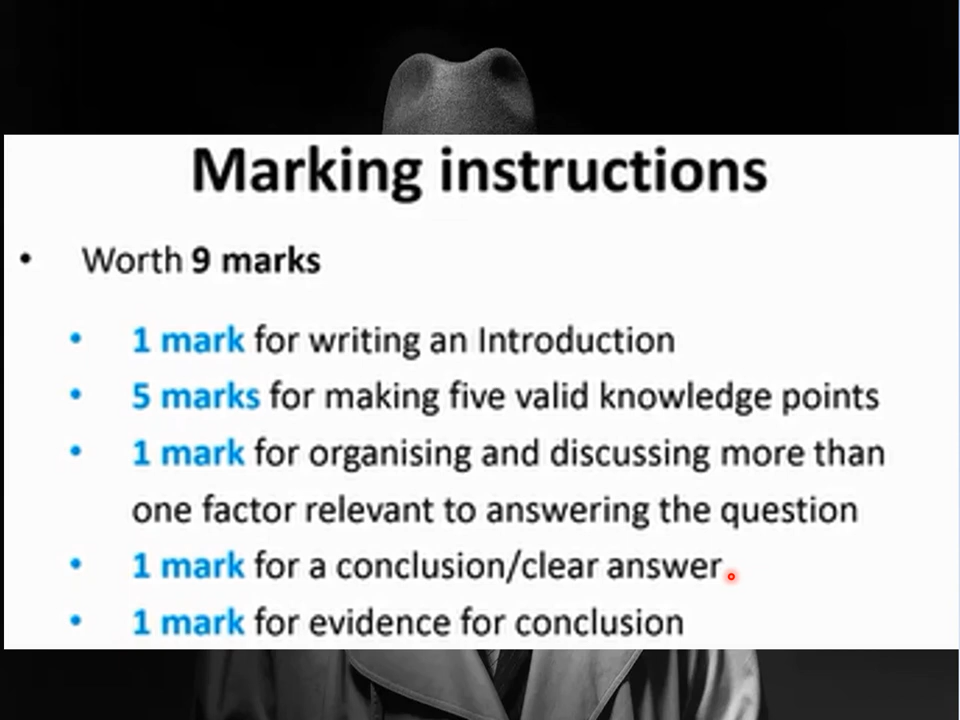 Marking instructions
• Worth 9 marks
• 1 mark for writing an Introduction
• 5 marks for making five valid knowledge points
• 1 mark for organising and discussing more than
one factor relevant to answering the question
• 1 mark for a conclusion/clear answer
• 1 mark for evidence for conclusion